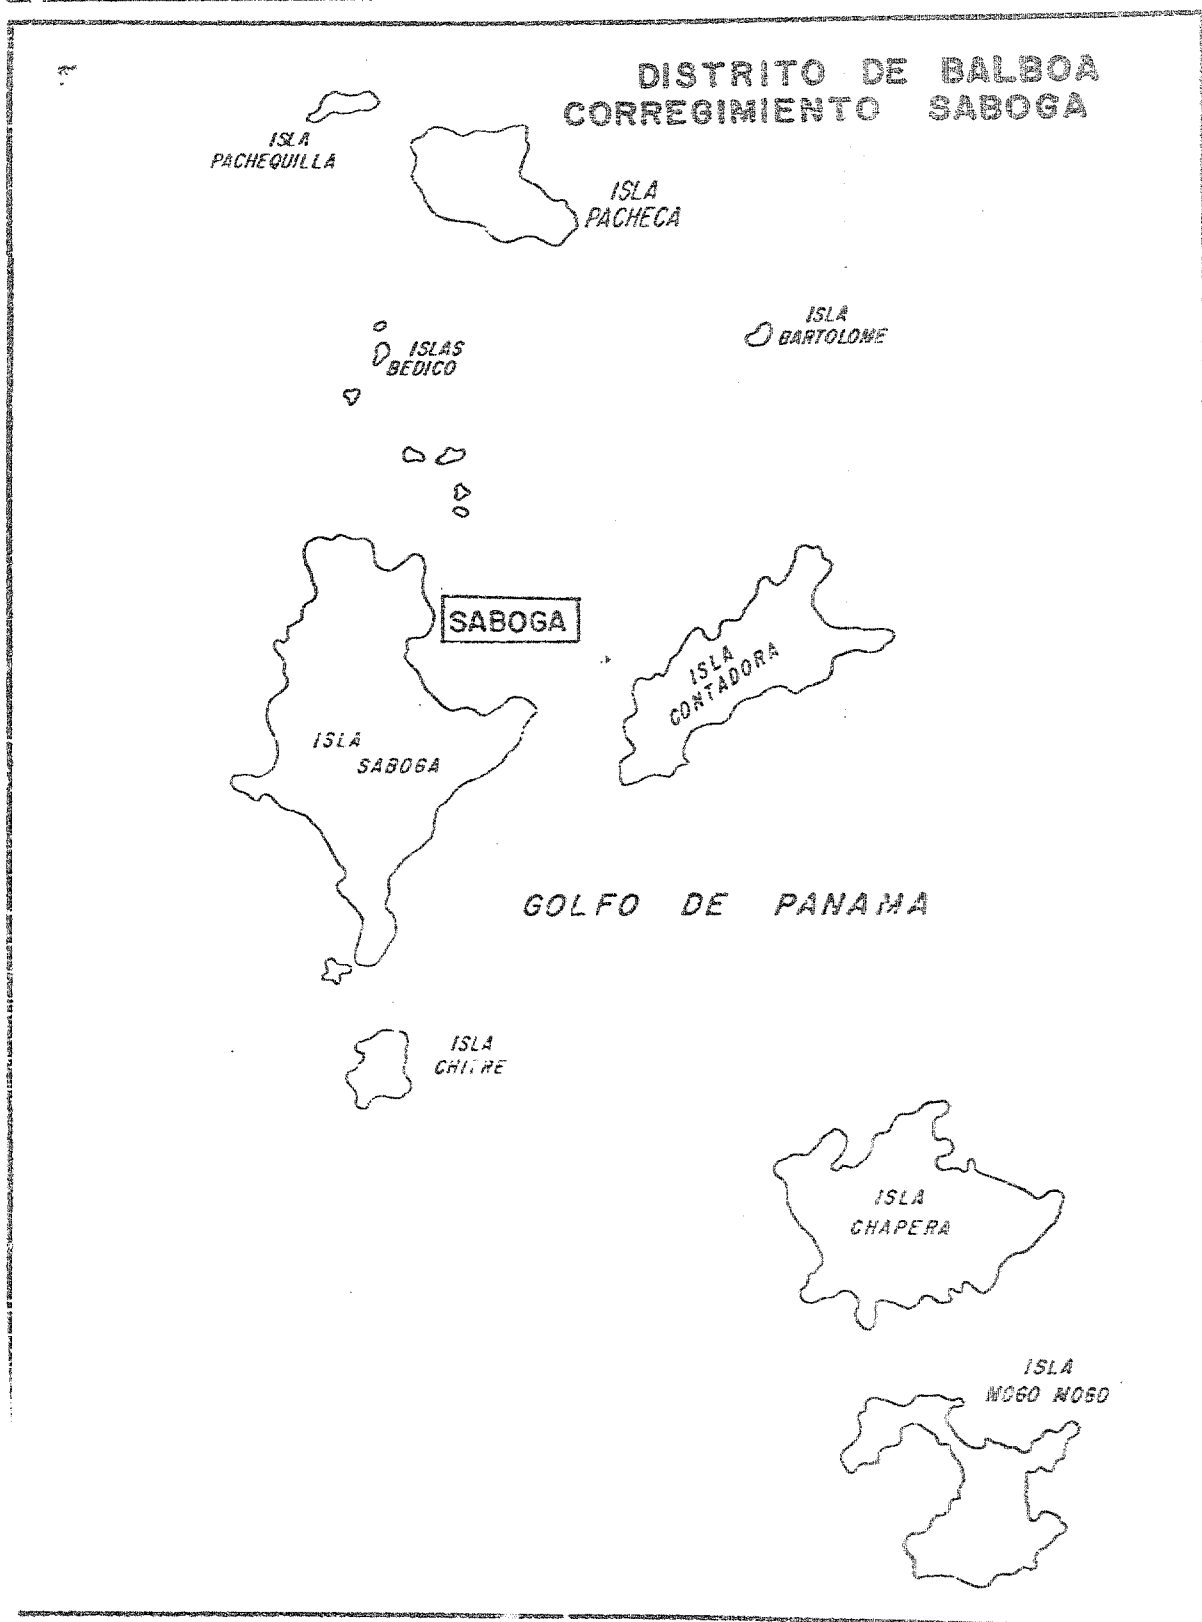 DISTRITO DE BALBOA
CORREGIMIENTO SABOGA
ISLA
PACHEQUILLA
ISLA
PACHECA
ISLA
BARTOLOME
ISLAS
BEDICO
SABOGA
ISLA
CONTADORA
ISLA
SABOGA
GOLFO DE PANAMA
ISLA
CHITRE
ISLA
CHAPERA
ISLA
MOGO MOGO